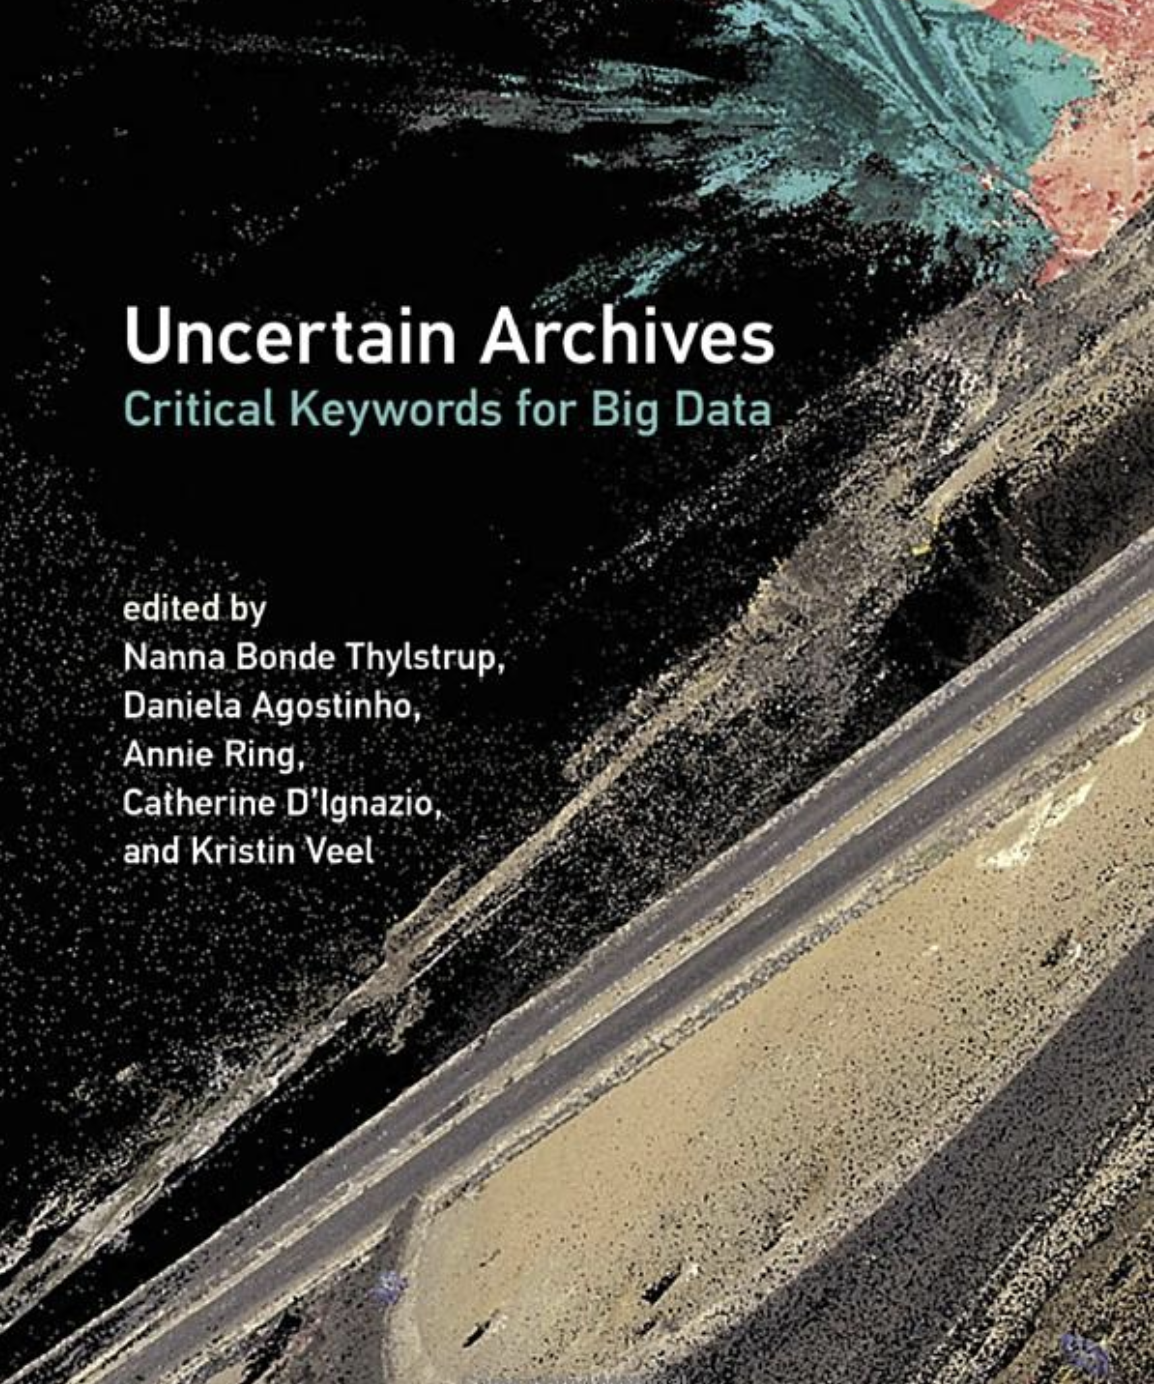 Uncertain Archives
Critical Keywords for Big Data
edited by
Nanna Bonde Thylstrup,
Daniela Agostinho,
Annie Ring,
Catherine D'Ignazio,
and Kristin Veel